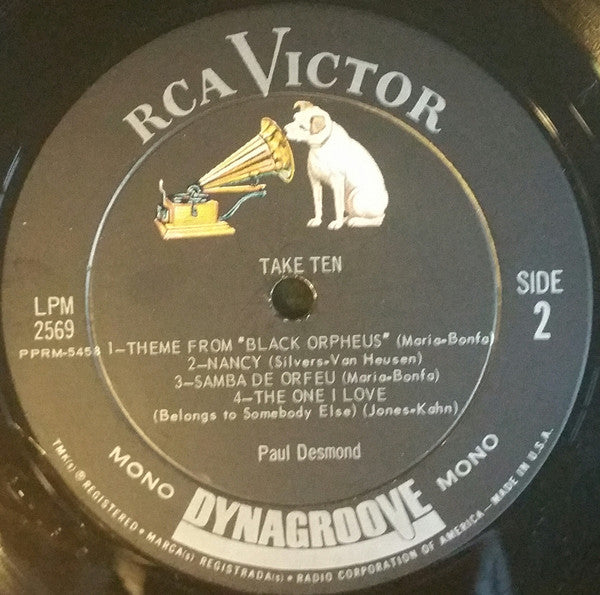 RCA VICTOR
TAKE TEN
LPM
2569
PPRM-5458
SIDE
2
1-THEME FROM "BLACK ORPHEUS" (Maria-Bonfa)
2-NANCY (Silvers-Van Heusen)
3-SAMBA DE ORFEU (Maria-Bonfa)
4-THE ONE I LOVE
(Belongs to Somebody Else) (Jones-Kahn)
Paul Desmond
MONO DYNAGROOVE MONO
TMK(s) ® REGISTERED • MARCA(s) REGISTRADA(s) • RADIO CORPORATION OF AMERICA – MADE IN U.S.A.